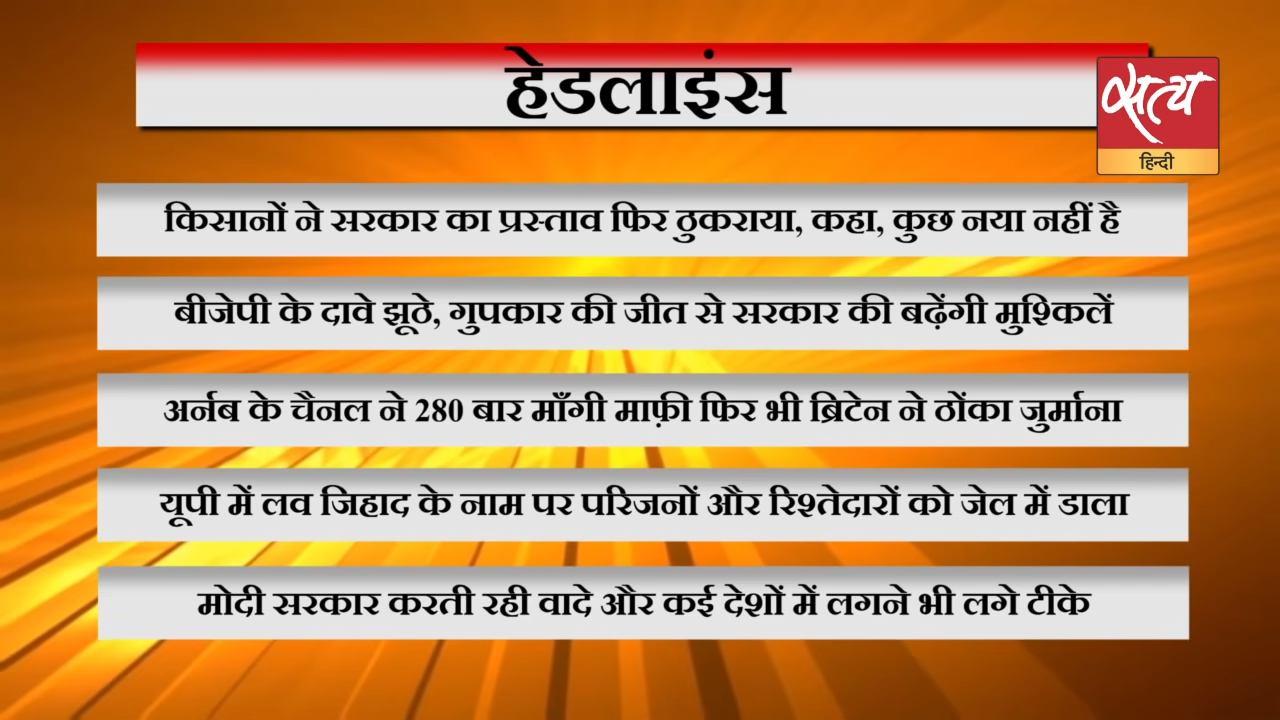 हेडलाइंस
सत्य
हिन्दी
किसानों ने सरकार का प्रस्ताव फिर ठुकराया, कहा, कुछ नया नहीं है
बीजेपी के दावे झूठे, गुपकार की जीत से सरकार की बढ़ेंगी मुश्किलें
अर्नब के चैनल ने 280 बार माँगी माफ़ी फिर भी ब्रिटेन ने ठोंका जुर्माना
यूपी में लव जिहाद के नाम पर परिजनों और रिश्तेदारों को जेल में डाला
मोदी सरकार करती रही वादे और कई देशों में लगने भी लगे टीके